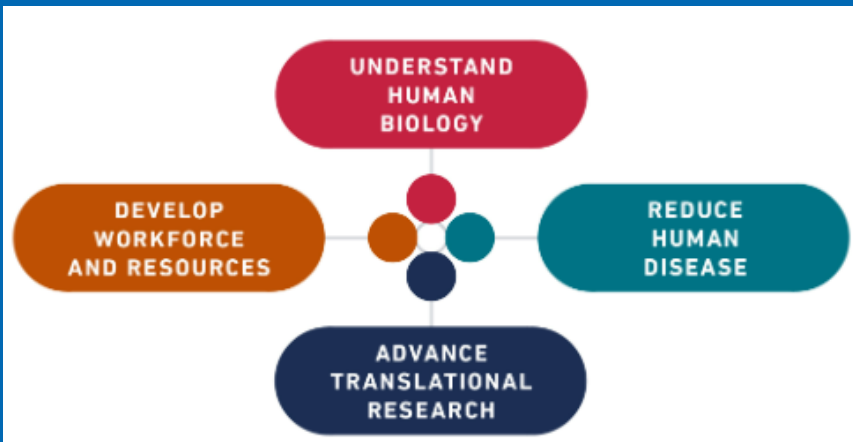 UNDERSTAND
HUMAN
BIOLOGY
DEVELOP
WORKFORCE
AND RESOURCES
REDUCE
HUMAN
DISEASE
ADVANCE
TRANSLATIONAL
RESEARCH